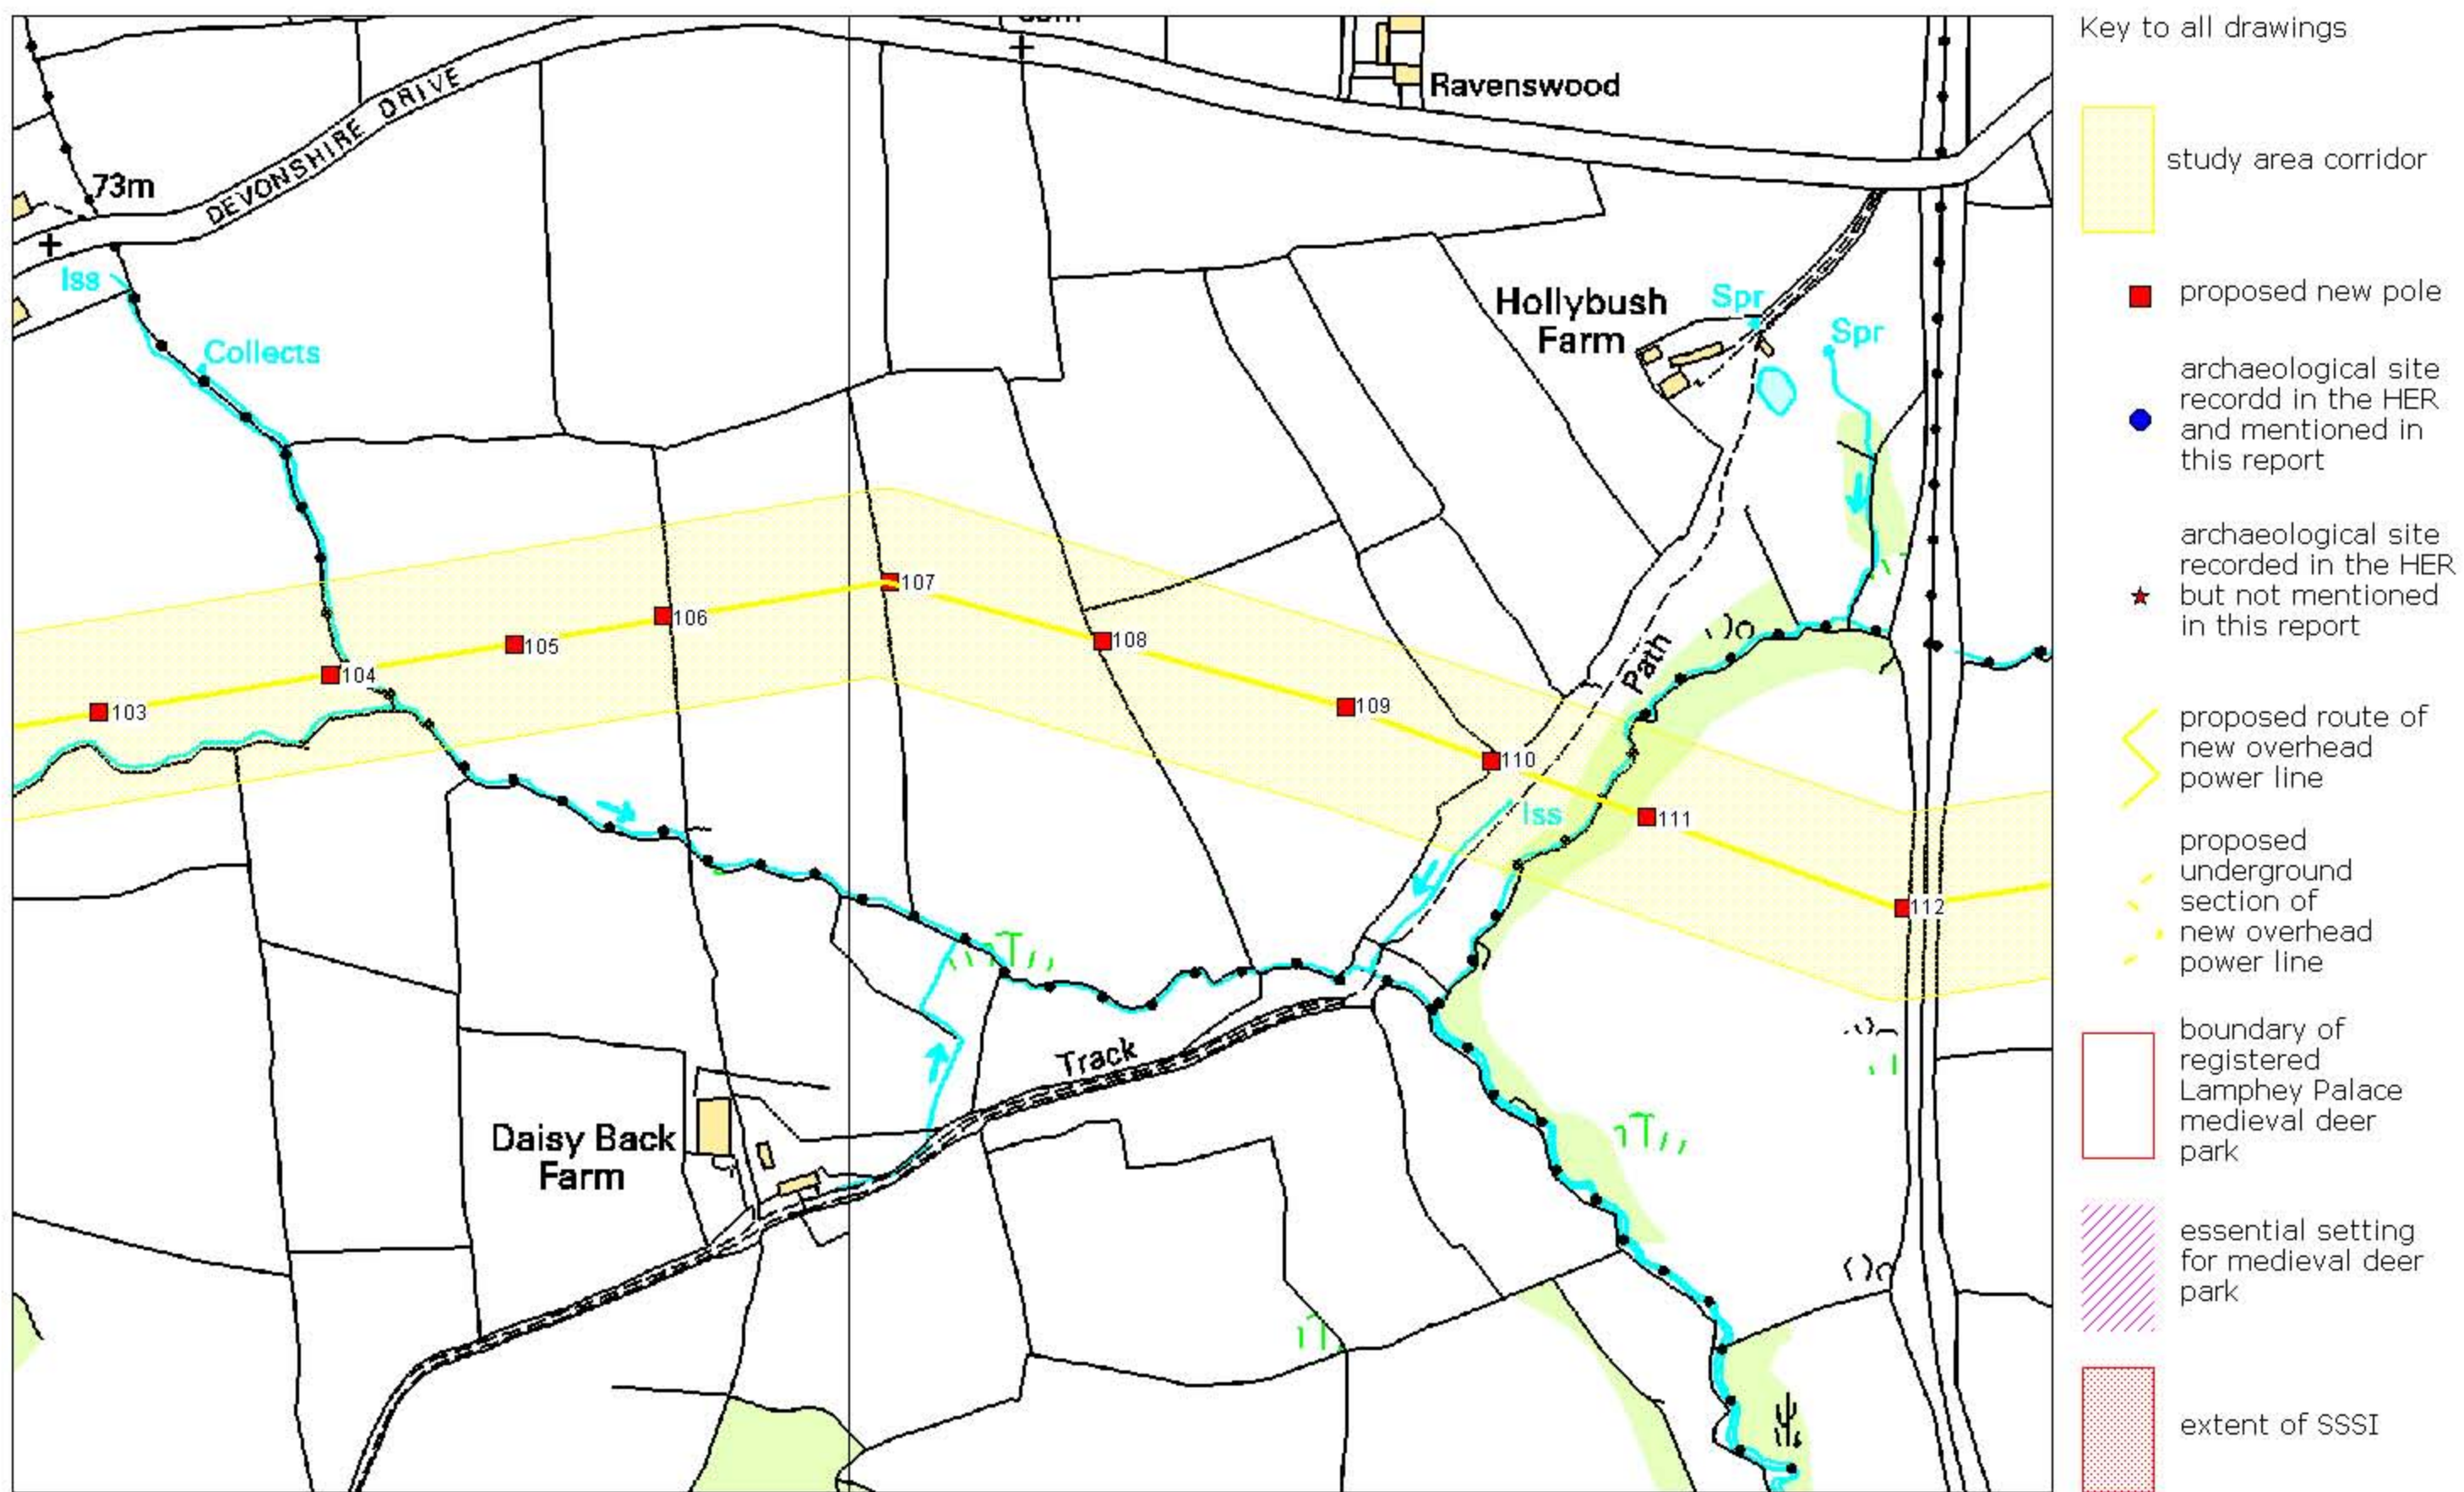 Key to all drawings
Ravenswood
DEVONSHIRE DRIVE
73m
study area corridor
Iss
proposed new pole
Hollybush
Farm
Spr
Spr
Collects
archaeological site
recordd in the HER
and mentioned in
this report
archaeological site
recorded in the HER
but not mentioned
in this report
107
106
105
108
104
Path
103
109
110
Iss
111
112
proposed route of
new overhead
power line
proposed
underground
section of
new overhead
power line
Track
Daisy Back
Farm
boundary of
registered
Lamphey Palace
medieval deer
park
essential setting
for medieval deer
park
extent of SSSI